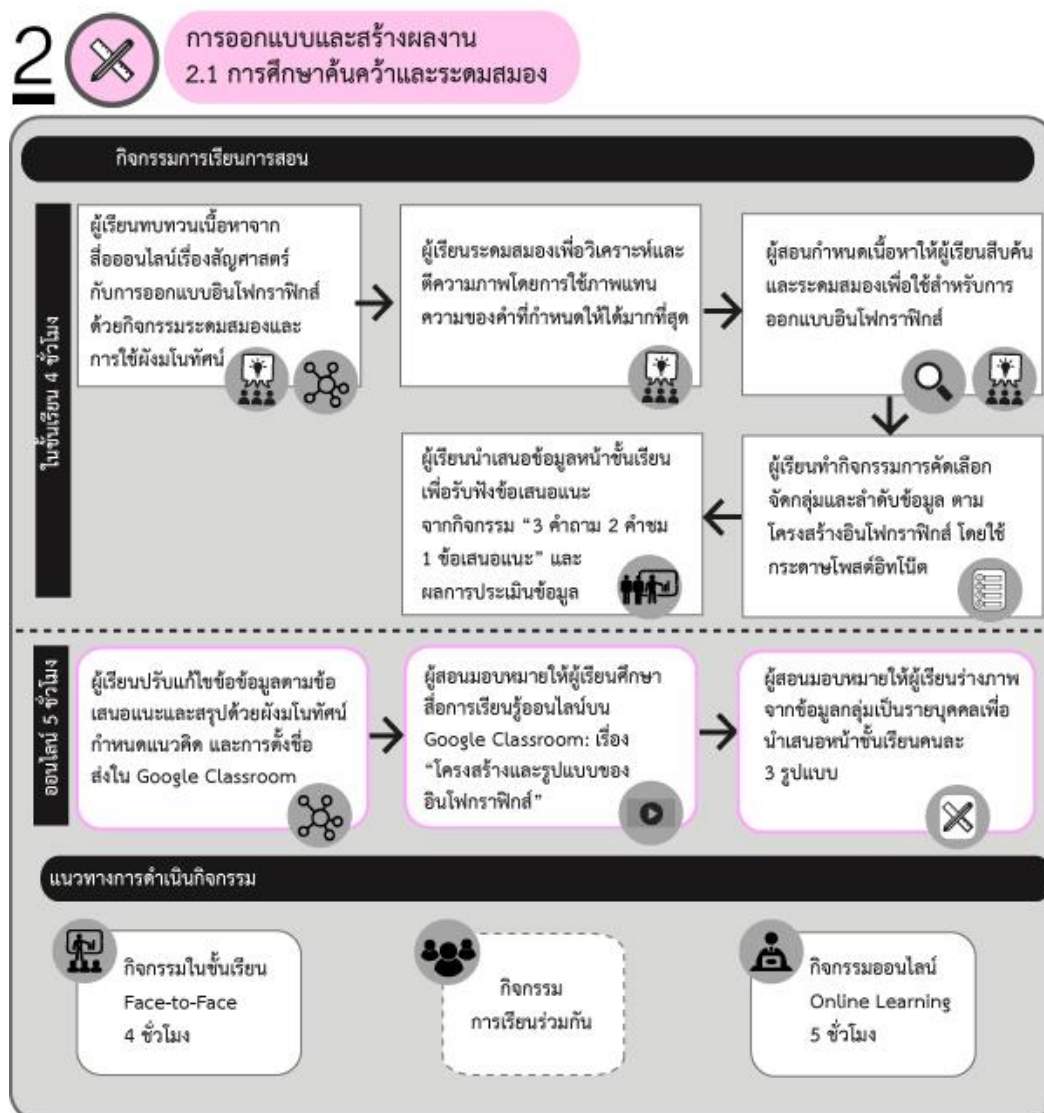 2
การออกแบบและสร้างผลงาน
2.1 การศึกษาค้นคว้าและระดมสมอง
กิจกรรมการเรียนการสอน
ในชั้นเรียน 4 ชั่วโมง
ผู้เรียนทบทวนเนื้อหาจาก
สื่อออนไลน์เรื่องสัญศาสตร์
กับการออกแบบอินโฟกราฟิกส์
ด้วยกิจกรรมระดมสมองและ
การใช้ผังมโนทัศน์
ผู้เรียนระดมสมองเพื่อวิเคราะห์และ
ตีความภาพโดยการใช้ภาพแทน
ความของคำที่กำหนดให้ได้มากที่สุด
ผู้สอนกำหนดเนื้อหาให้ผู้เรียนสืบค้น
และระดมสมองเพื่อใช้สำหรับการ
ออกแบบอินโฟกราฟิกส์
ผู้เรียนทำกิจกรรมการคัดเลือก
จัดกลุ่มและลำดับข้อมูล ตาม
โครงสร้างอินโฟกราฟิกส์ โดยใช้
กระดาษโพสต์อิทโน๊ต
ผู้เรียนนำเสนอข้อมูลหน้าชั้นเรียน
เพื่อรับฟังข้อเสนอแนะ
จากกิจกรรม “3 คำถาม 2 คำชม
1 ข้อเสนอแนะ” และ
ผลการประเมินข้อมูล
ออนไลน์ 5 ชั่วโมง
ผู้เรียนปรับแก้ไขข้อข้อมูลตามข้อ
เสนอแนะและสรุปด้วยผังมโนทัศน์
กำหนดแนวคิด และการตั้งชื่อ
ส่งใน Google Classroom
ผู้สอนมอบหมายให้ผู้เรียนศึกษา
สื่อการเรียนรู้ออนไลน์บน
Google Classroom: เรื่อง
“โครงสร้างและรูปแบบของ
อินโฟกราฟิกส์”
ผู้สอนมอบหมายให้ผู้เรียนร่างภาพ
จากข้อมูลกลุ่มเป็นรายบุคคลเพื่อ
นำเสนอหน้าชั้นเรียนคนละ
3 รูปแบบ
แนวทางการดำเนินกิจกรรม
กิจกรรมในชั้นเรียน
Face-to-Face
4 ชั่วโมง
กิจกรรม
การเรียนร่วมกัน
กิจกรรมออนไลน์
Online Learning
5 ชั่วโมง